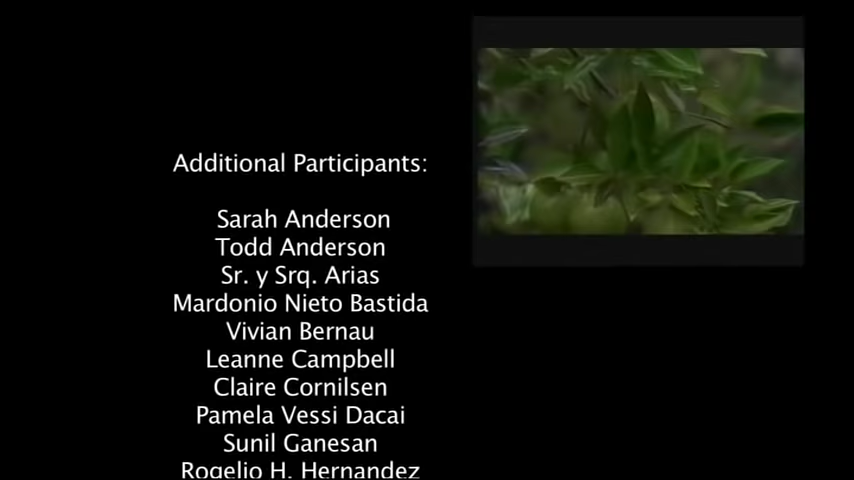 Additional Participants:
Sarah Anderson
Todd Anderson
Sr. y Srq. Arias
Mardonio Nieto Bastida
Vivian Bernau
Leanne Campbell
Claire Cornilsen
Pamela Vessi Dacai
Sunil Ganesan
Rogelio H. Hernandez